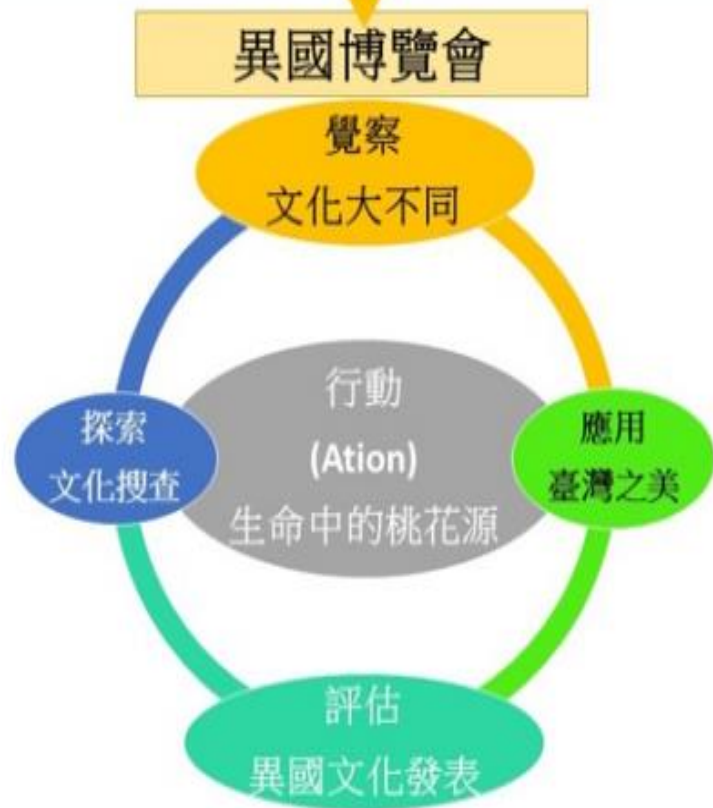 異國博覽會
覺察
文化大不同
探索
文化搜查
行動
(Ation)
生命中的桃花源
應用
臺灣之美
評估
異國文化發表